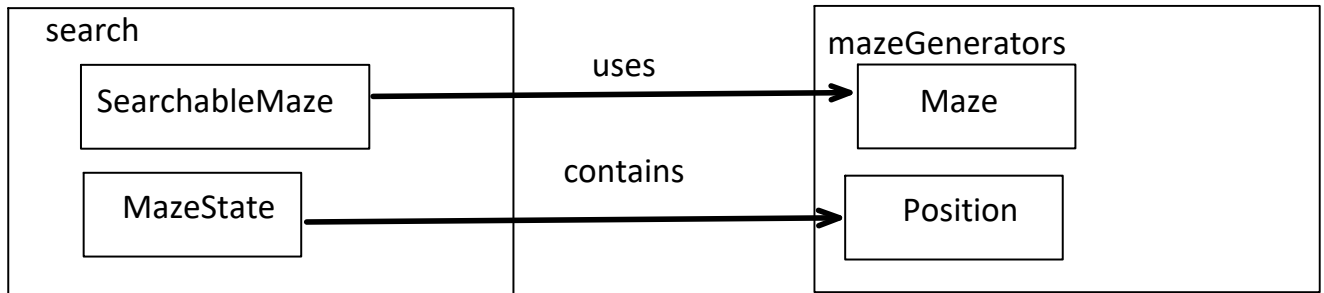 search
mazeGenerators
uses
SearchableMaze
Maze
contains
MazeState
Position